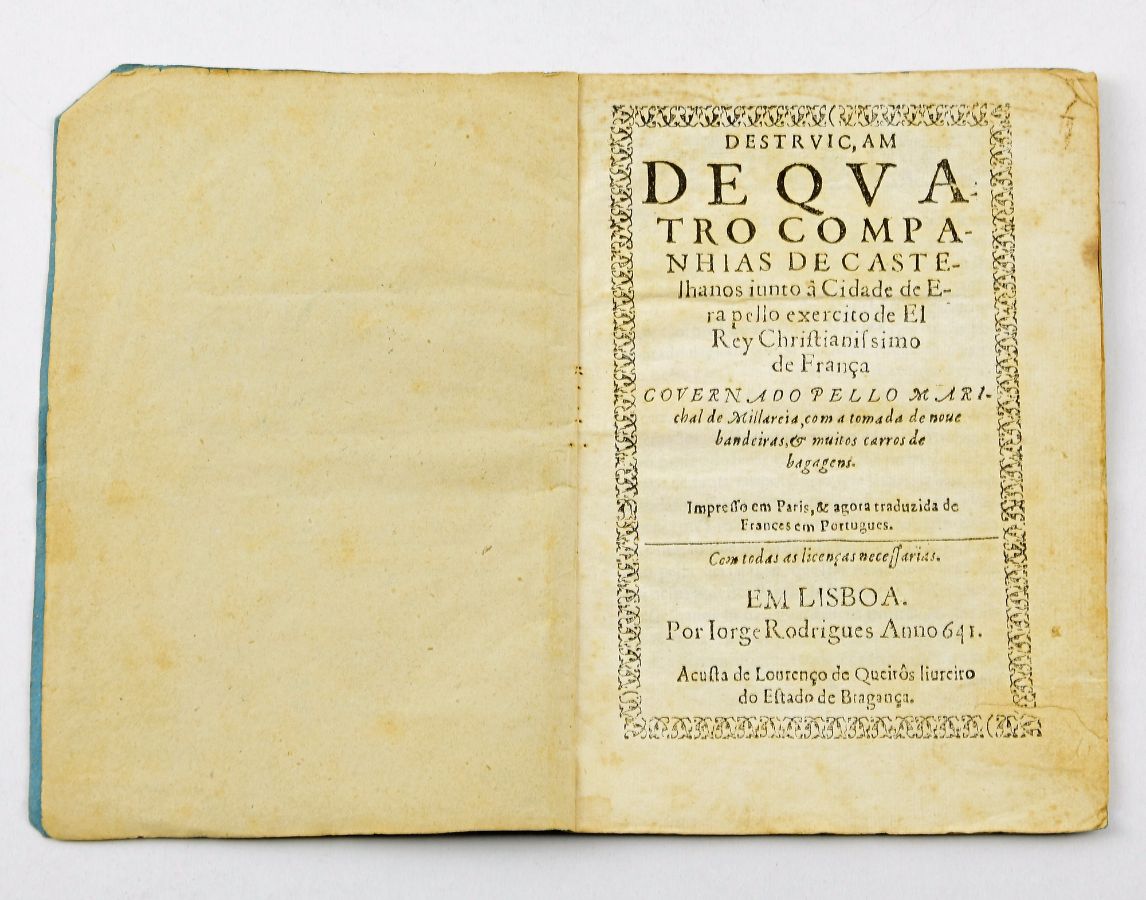 DESTRVIC,AM
DE QVA-
TRO COMPA-
NHIAS DE CASTE-
lhanos iunto â Cidade de E-
ra pello exercito de El
Rey Chriſtianiſsimo
de França
GOVERNADO PELLO MARI-
chal de Millareia, com a tomada de noue
bandeiras, & muitos carros de
bagagens.
Impreſſo em Paris, & agora traduzida de
Frances em Portugues.
Com todas as licenças neceſſarias.
EM LISBOA.
Por Iorge Rodrigues Anno 641.
Acuſta de Lourenço de Queirôs liureiro
do Eſtado de Bragança.